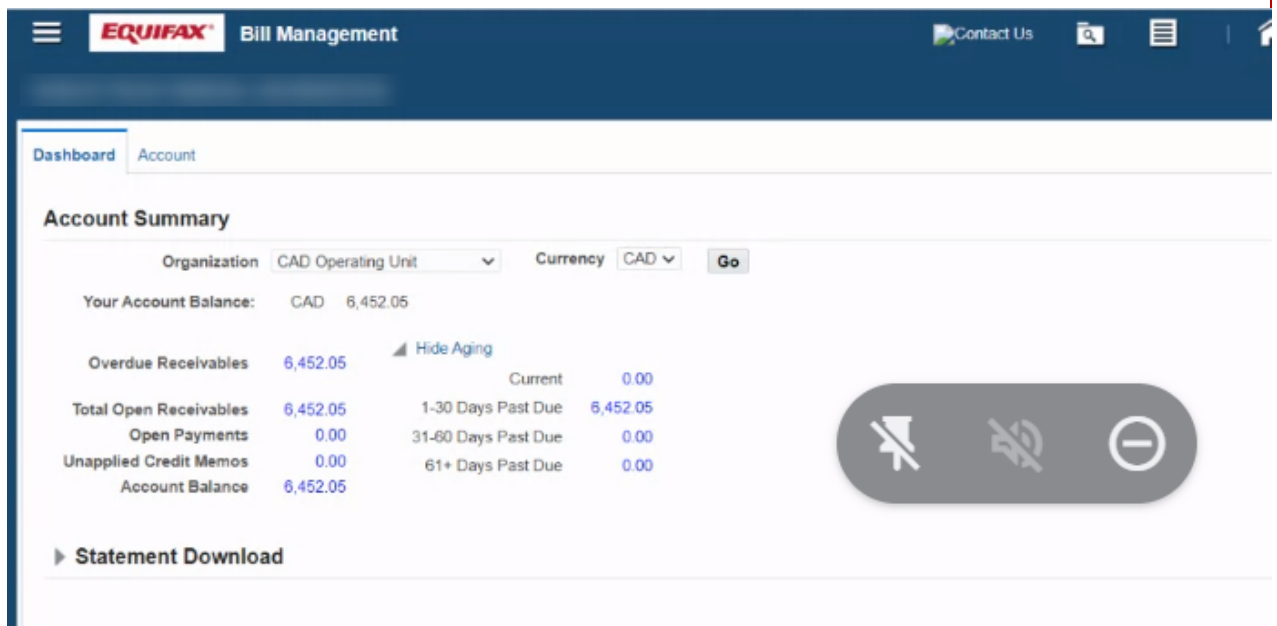 EQUIFAX Bill Management Contact Us
Dashboard Account
Account Summary
Organization CAD Operating Unit Currency CAD Go
Your Account Balance: CAD 6,452.05
Overdue Receivables 6,452.05
Total Open Receivables 6,452.05
Open Payments 0.00
Unapplied Credit Memos 0.00
Account Balance 6,452.05
Hide Aging
Current 0.00
1-30 Days Past Due 6,452.05
31-60 Days Past Due 0.00
61+ Days Past Due 0.00
Statement Download